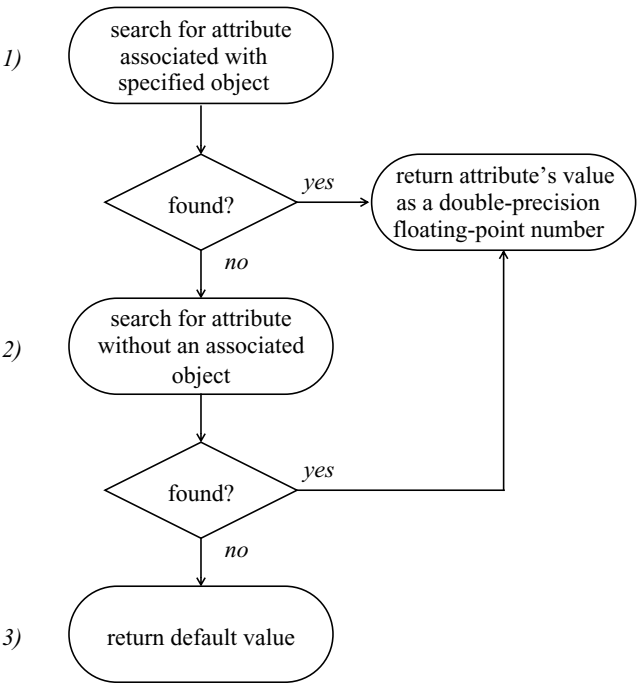 1)
search for attribute
associated with
specified object
found?
yes
return attribute’s value
as a double-precision
floating-point number
no
2)
search for attribute
without an associated
object
found?
yes
no
3)
return default value